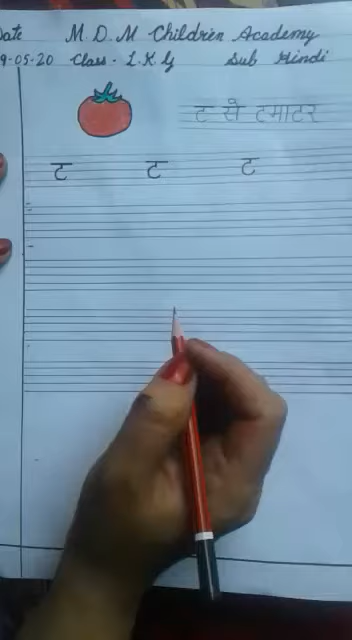 Date M. D. M Children Academy
9-05-20 Class - L.K.G Sub Hindi
ट से टमाटर
ट ट ट